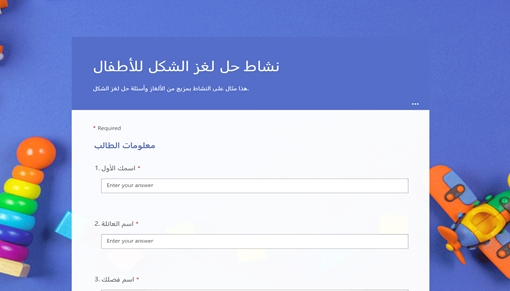 نشاط حل لغز الشكل للأطفال
هذا مثال على النشاط بمزيج من الألغاز وأسئلة حل لغز الشكل.
* Required
معلومات الطالب
1. اسمك الأول *
Enter your answer
2. اسم العائلة *
Enter your answer
3. اسم فصلك *